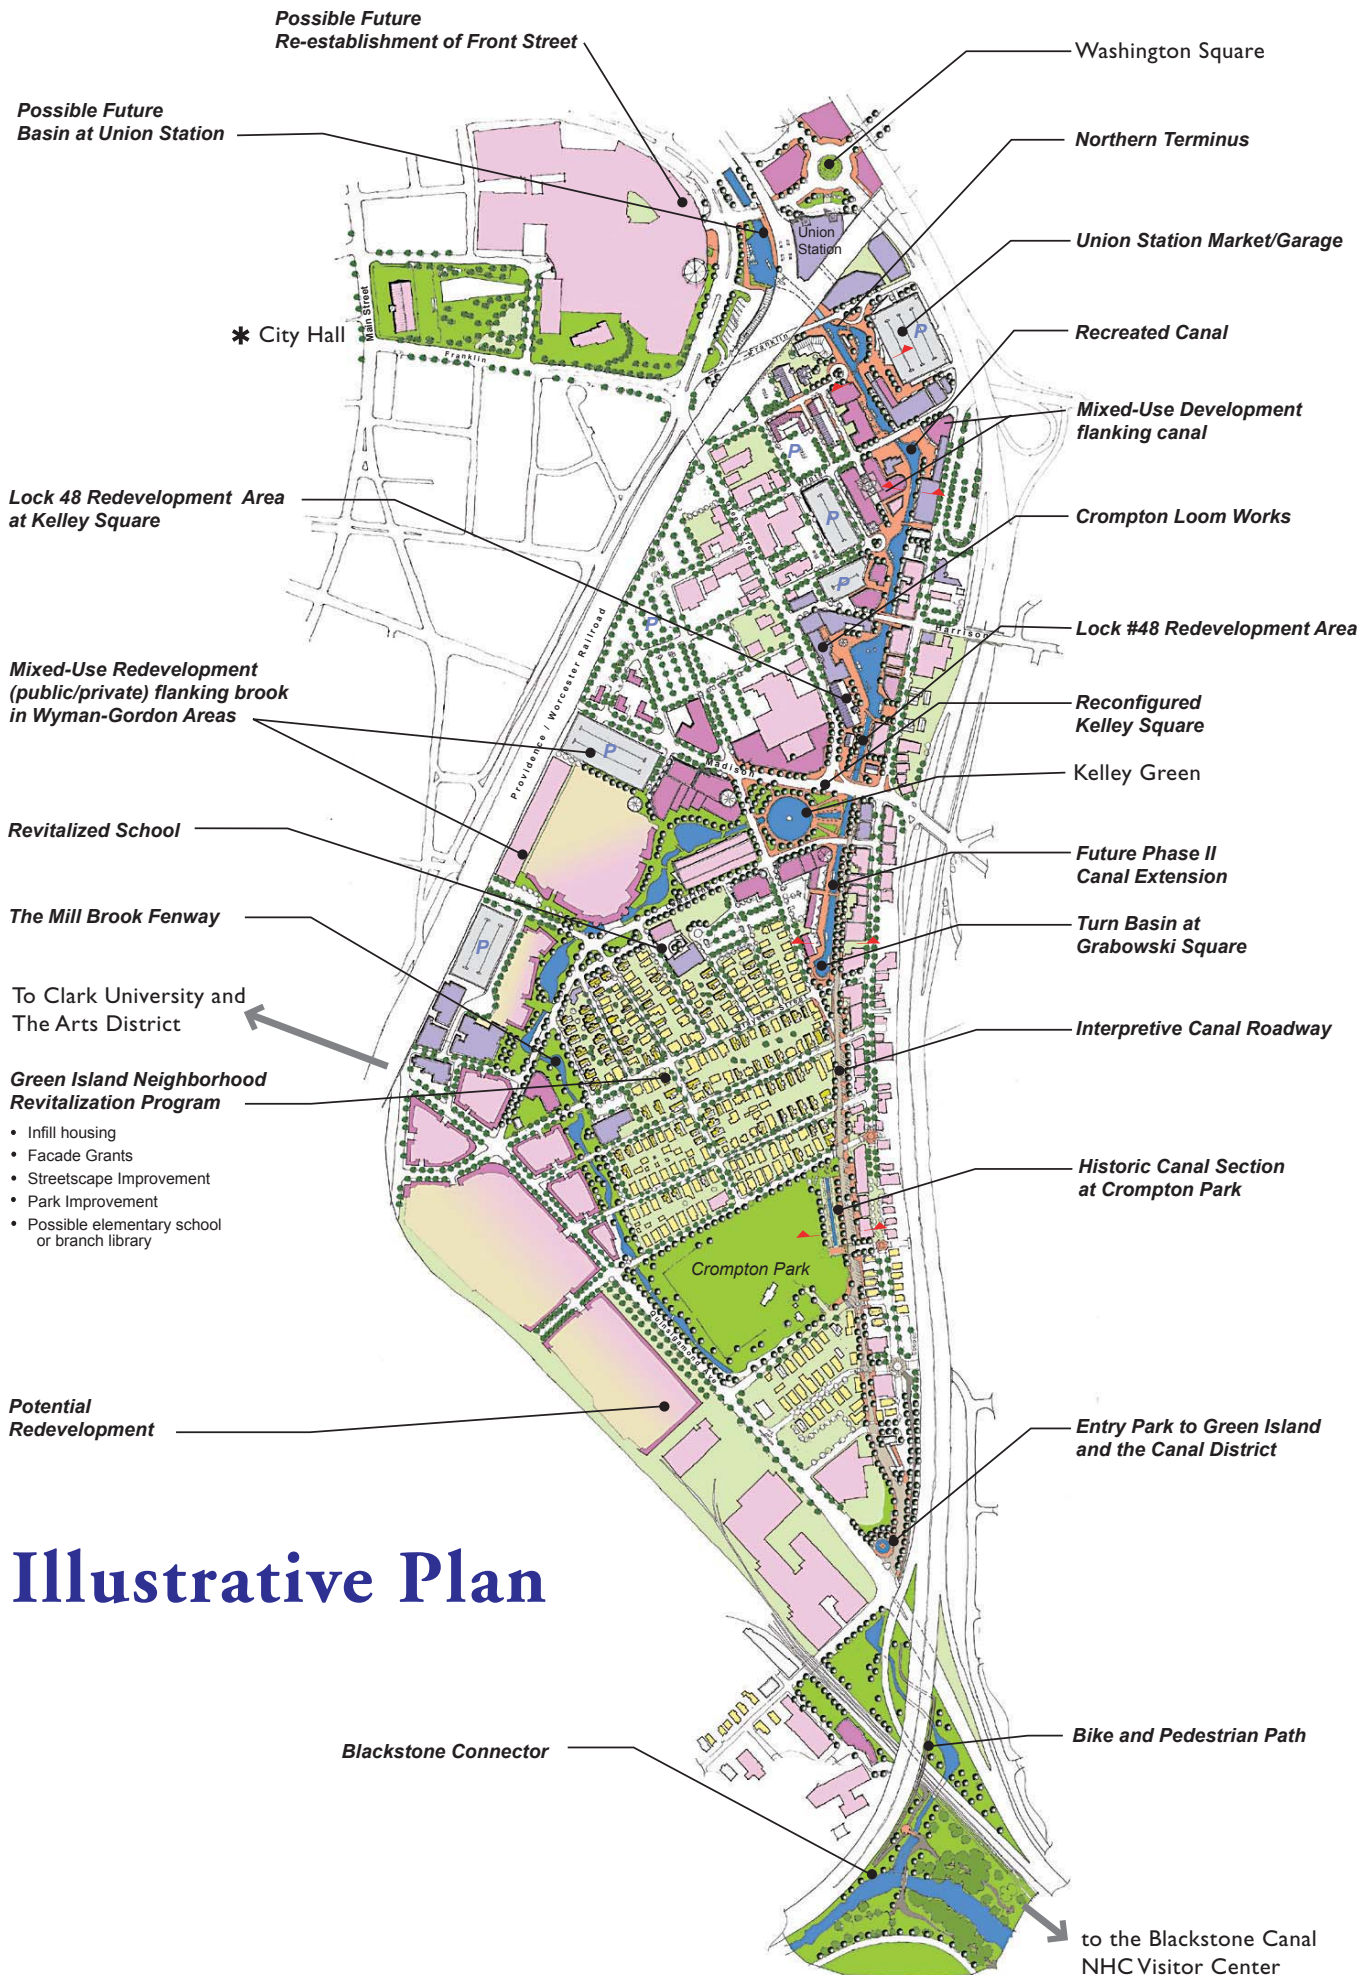 Possible Future
Re-establishment of Front Street
Washington Square
Possible Future
Basin at Union Station
Northern Terminus
Union
Station
Union Station Market/Garage
Main Street
* City Hall
Franklin
Franklin
P
Recreated Canal
Mixed-Use Development
flanking canal
P
Lock 48 Redevelopment Area
at Kelley Square
P
Crompton Loom Works
P
P
Harrison
Lock #48 Redevelopment Area
Providence / Worcester Railroad
Mixed-Use Redevelopment
(public/private) flanking brook
in Wyman-Gordon Areas
Reconfigured
Kelley Square
P
Madison
Kelley Green
Revitalized School
Future Phase II
Canal Extension
The Mill Brook Fenway
Turn Basin at
Grabowski Square
P
To Clark University and
The Arts District
Interpretive Canal Roadway
Green Island Neighborhood
Revitalization Program
• Infill housing
• Facade Grants
• Streetscape Improvement
• Park Improvement
• Possible elementary school
or branch library
Historic Canal Section
at Crompton Park
Crompton Park
Quinsigamond Ave
Potential
Redevelopment
Entry Park to Green Island
and the Canal District
Illustrative Plan
Blackstone Connector
Bike and Pedestrian Path
to the Blackstone Canal
NHC Visitor Center